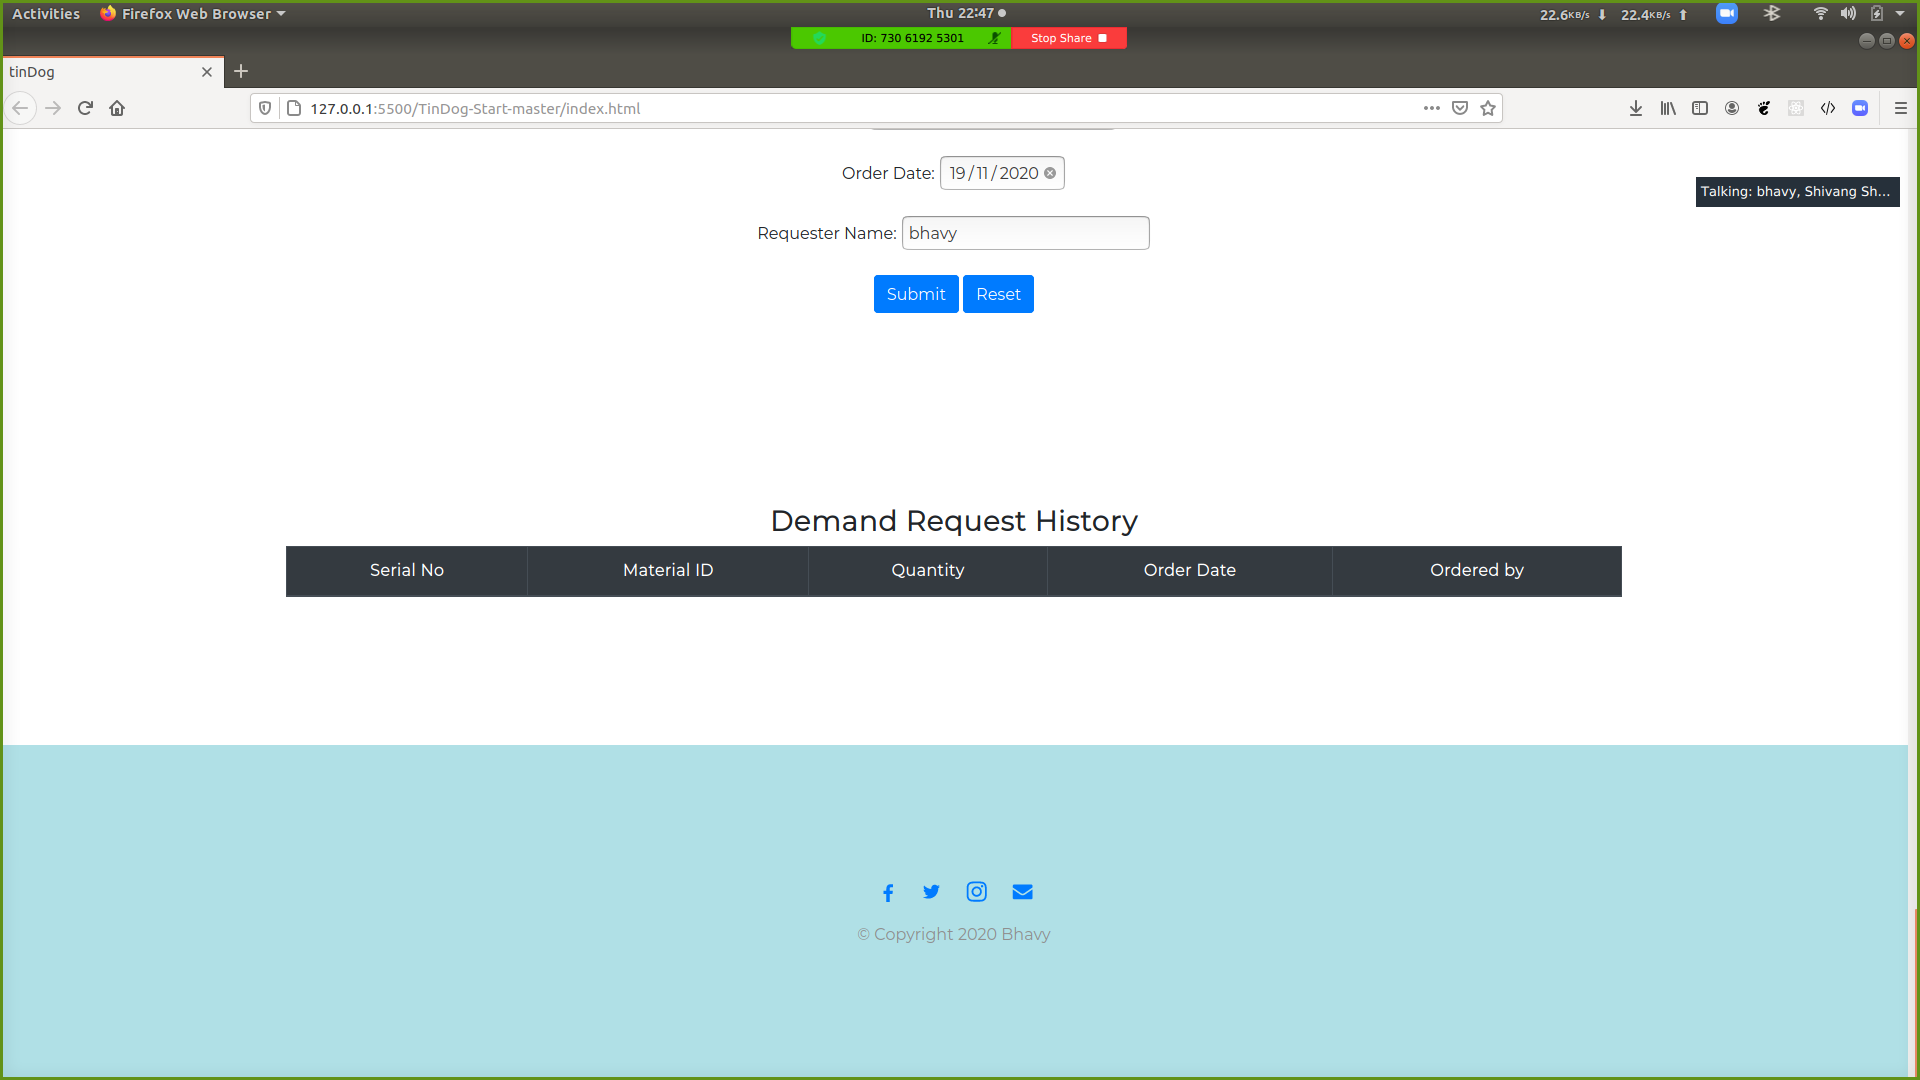 Activities Firefox Web Browser Thu 22:47 22.6KB/s 22.4KB/s
ID: 730 6192 5301 Stop Share
tinDog
127.0.0.1:5500/TinDog-Start-master/index.html
Order Date: 19/11/2020
Talking: bhavy, Shivang Sh...
Requester Name: bhavy
Submit Reset
Demand Request History
Serial No Material ID Quantity Order Date Ordered by
© Copyright 2020 Bhavy